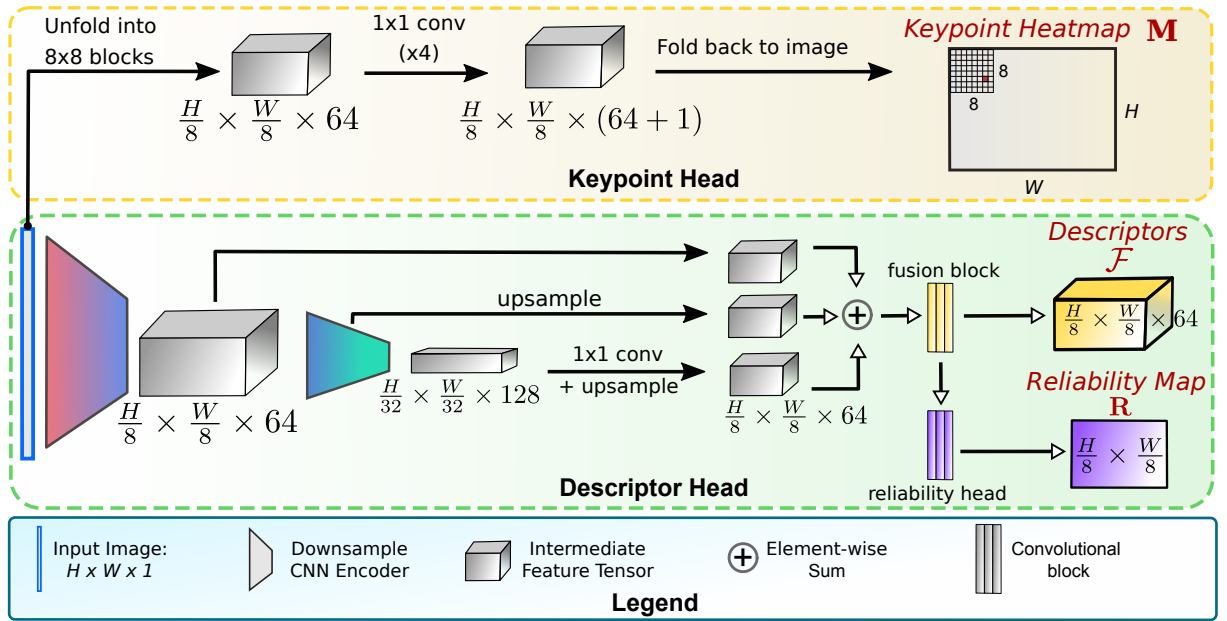 Unfold into
8x8 blocks
H/8 × W/8 × 64
1x1 conv
(x4)
H/8 × W/8 × (64 + 1)
Fold back to image
Keypoint Heatmap M
8
8
H
W
Keypoint Head
H/8 × W/8 × 64
upsample
H/32 × W/32 × 128
1x1 conv
+ upsample
H/8 × W/8 × 64
fusion block
Descriptors
F
H/8 × W/8 × 64
Reliability Map
R
H/8 × W/8
reliability head
Descriptor Head
Input Image:
H x W x 1
Downsample
CNN Encoder
Intermediate
Feature Tensor
+
Element-wise
Sum
Convolutional
block
Legend